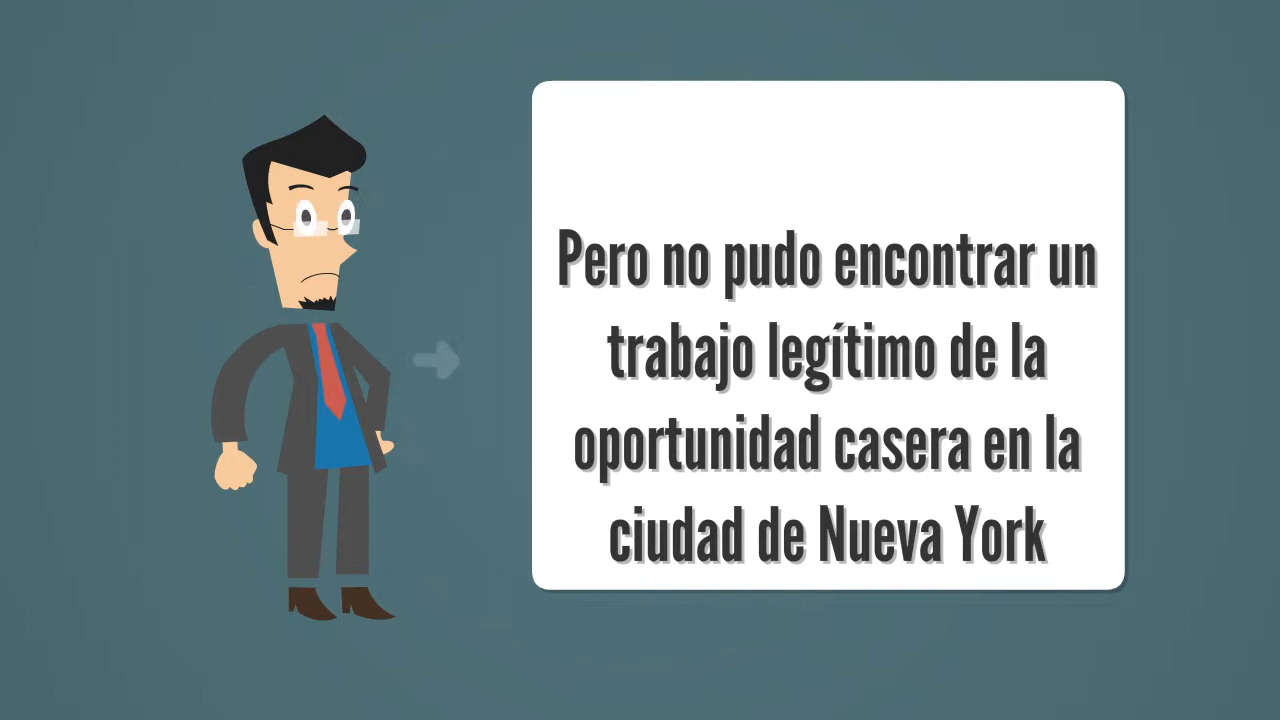 Pero no pudo encontrar un
trabajo legítimo de la
oportunidad casera en la
ciudad de Nueva York